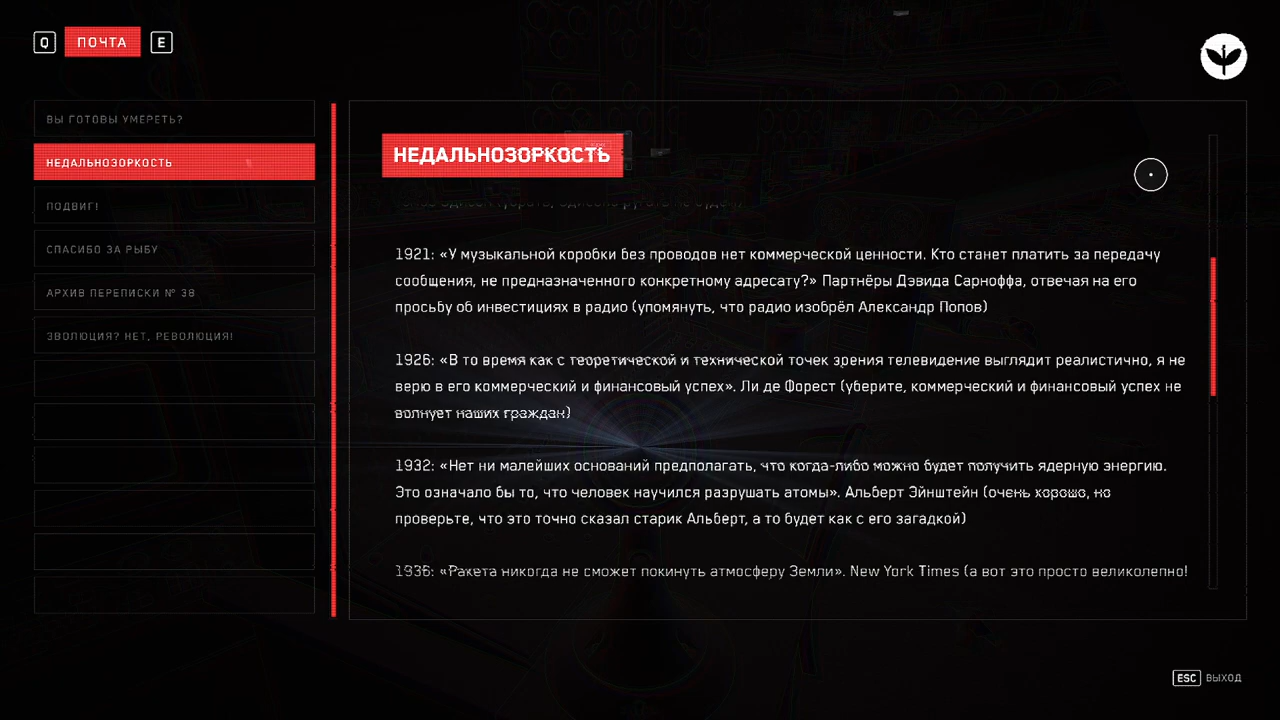 Q ПОЧТА E
ВЫ ГОТОВЫ УМЕРЕТЬ?
НЕДАЛЬНОЗОРКОСТЬ
ПОДВИГ!
СПАСИБО ЗА РЫБУ
АРХИВ ПЕРЕПИСКИ № 38
ЭВОЛЮЦИЯ? НЕТ, РЕВОЛЮЦИЯ!
НЕДАЛЬНОЗОРКОСТЬ
1921: «У музыкальной коробки без проводов нет коммерческой ценности. Кто станет платить за передачу
сообщения, не предназначенного конкретному адресату?» Партнёры Дэвида Сарноффа, отвечая на его
просьбу об инвестициях в радио (упомянуть, что радио изобрёл Александр Попов)
1926: «В то время как с теоретической и технической точек зрения телевидение выглядит реалистично, я не
верю в его коммерческий и финансовый успех». Ли де Форест (уберите, коммерческий и финансовый успех не
волнует наших граждан)
1932: «Нет ни малейших оснований предполагать, что когда-либо можно будет получить ядерную энергию.
Это означало бы то, что человек научился разрушать атомы». Альберт Эйнштейн (очень хорошо, но
проверьте, что это точно сказал старик Альберт, а то будет как с его загадкой)
1936: «Ракета никогда не сможет покинуть атмосферу Земли». New York Times (а вот это просто великолепно!
ESC ВЫХОД